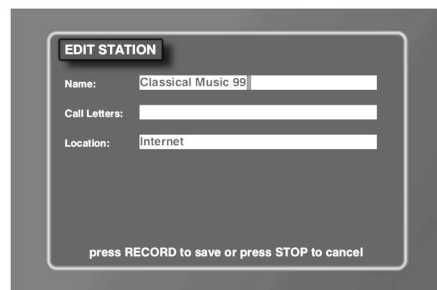 EDIT STATION
Name: Classical Music 99
Call Letters:
Location: Internet
press RECORD to save or press STOP to cancel